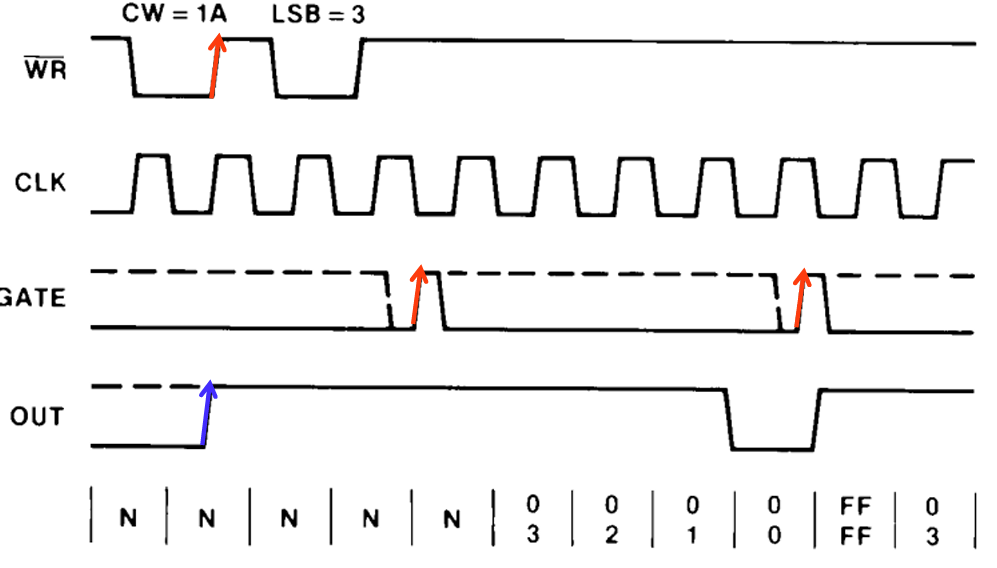 CW = 1A LSB = 3
WR
CLK
GATE
OUT
N N N N N 0 0 0 0 FF 0
3 2 1 0 FF 3